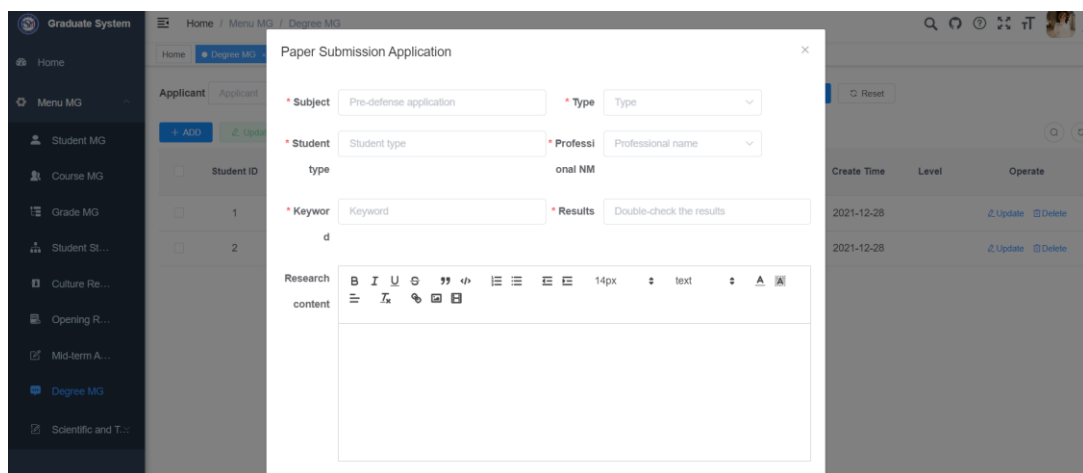 Graduate System
Home / Menu MG / Degree MG
Home
Degree MG
Home
Menu MG
Student MG
Course MG
Grade MG
Student St...
Culture Re...
Opening R...
Mid-term A...
Degree MG
Scientific and T...
Applicant Applicant
Reset
+ ADD
Student ID
Create Time Level Operate
1 2021-12-28 Update Delete
2 2021-12-28 Update Delete
Paper Submission Application
* Subject Pre-defense application * Type Type
* Student Student type * Professi Professional name
type onal NM
* Keywor Keyword * Results Double-check the results
d
Research B I U S 14px text A A
content